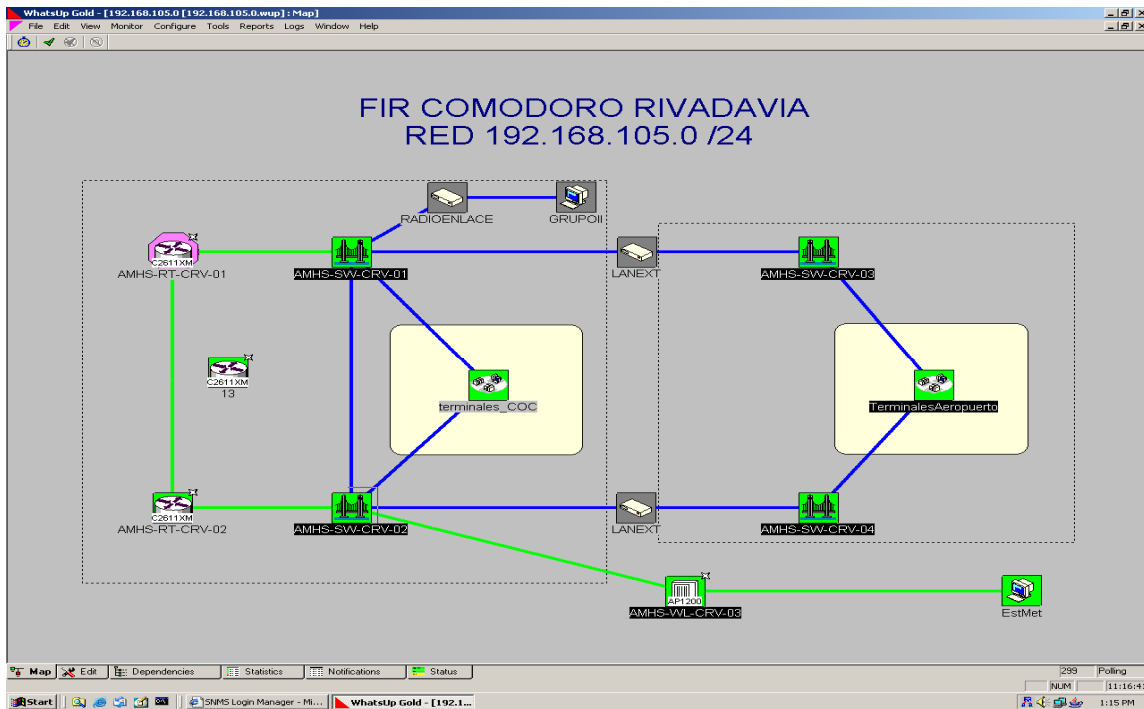 WhatsUp Gold - [192.168.105.0 [192.168.105.0.wup] : Map]
File Edit View Monitor Configure Tools Reports Logs Window Help
FIR COMODORO RIVADAVIA
RED 192.168.105.0 /24
RADIOENLACE
GRUPOII
C2611XM
AMHS-RT-CRV-01
AMHS-SW-CRV-01
LANEXT
AMHS-SW-CRV-03
C2611XM
13
terminales_COC
TerminalesAeropuerto
C2611XM
AMHS-RT-CRV-02
AMHS-SW-CRV-02
LANEXT
AMHS-SW-CRV-04
AP1200
AMHS-WL-CRV-03
EstMet
Map Edit Dependencies Statistics Notifications Status
299 Polling
NUM 11:16:4
Start SNMS Login Manager - Mi... WhatsUp Gold - [192.1... 1:15 PM